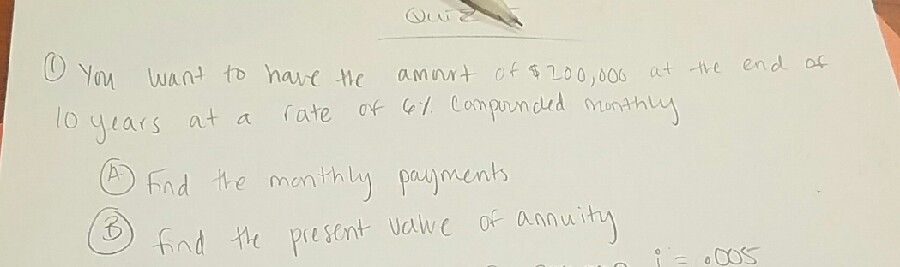 Quiz
① You want to have the amount of $200,000 at the end of
10 years at a rate of 6% Compounded monthly
Ⓐ Find the monthly payments
Ⓑ find the present value of annuity
i = .005